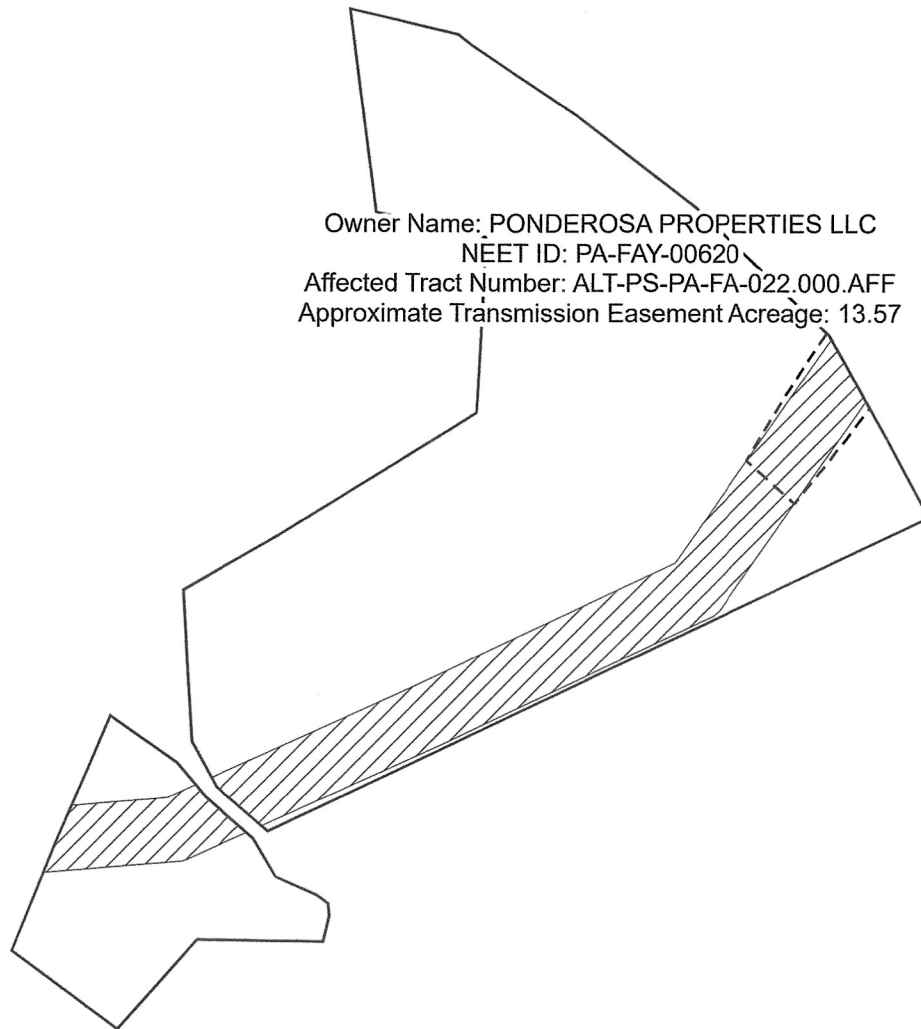 Owner Name: PONDEROSA PROPERTIES LLC
NEET ID: PA-FAY-00620
Affected Tract Number: ALT-PS-PA-FA-022.000.AFF
Approximate Transmission Easement Acreage: 13.57